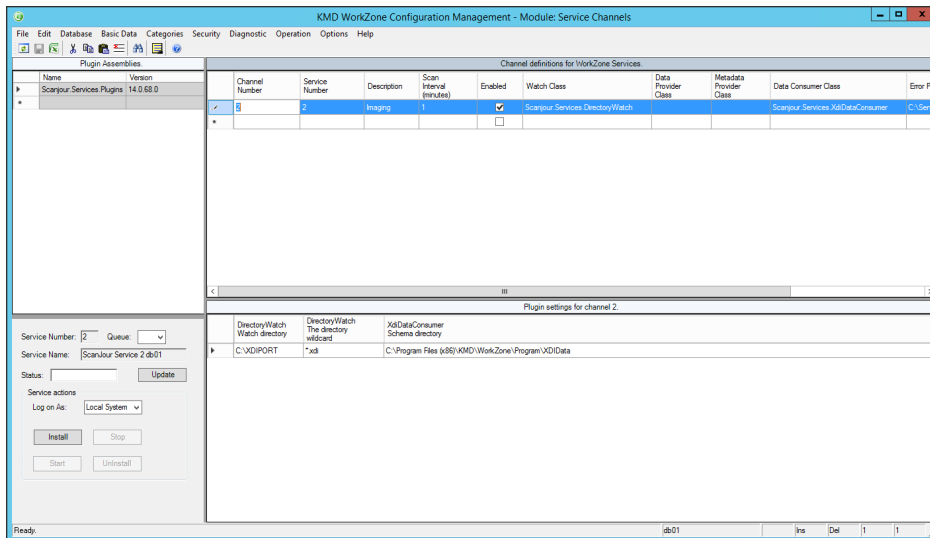 KMD WorkZone Configuration Management - Module: Service Channels
File Edit Database Basic Data Categories Security Diagnostic Operation Options Help
Plugin Assemblies.
Name Version
Scanjour.Services.Plugins 14.0.68.0
Channel definitions for WorkZone Services.
Channel Number Service Number Description Scan Interval (minutes) Enabled Watch Class Data Provider Class Metadata Provider Class Data Consumer Class Error P
2 2 Imaging 1 Scanjour.Services.DirectoryWatch Scanjour.Services.XdiDataConsumer C:\Ser
Plugin settings for channel 2.
DirectoryWatch Watch directory DirectoryWatch The directory wildcard XdiDataConsumer Schema directory
C:\XDIPORT *.xdi C:\Program Files (x86)\KMD\WorkZone\Program\XDIData
Service Number: 2 Queue:
Service Name: ScanJour Service 2 db01
Status: Update
Service actions
Log on As: Local System
Install Stop
Start UnInstall
Ready. db01 Ins Del 1 1